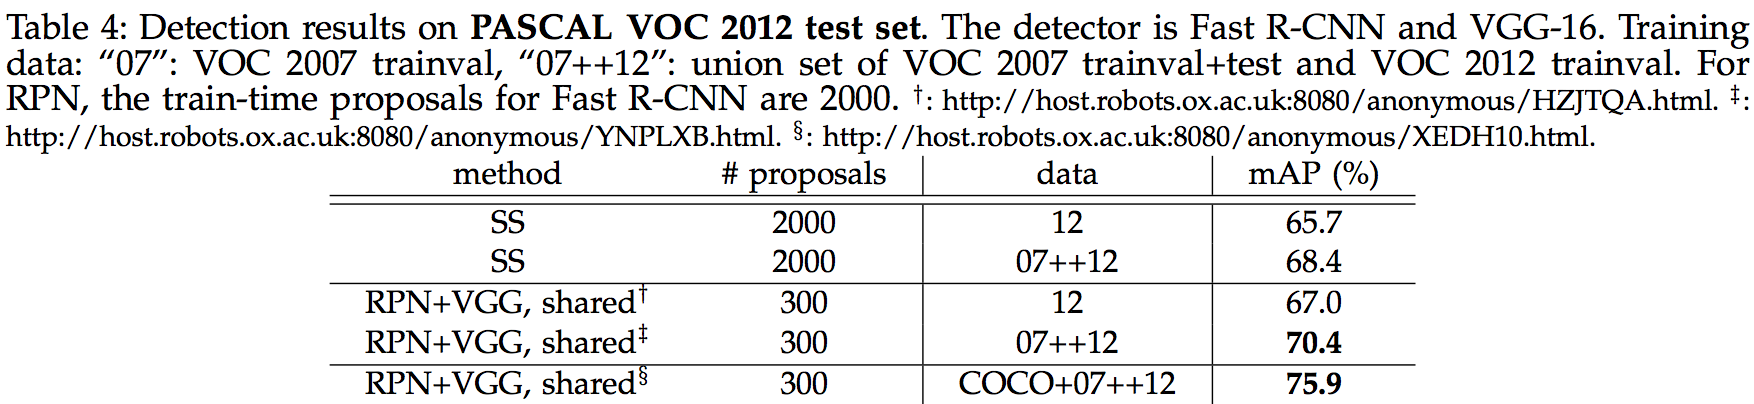 Table 4: Detection results on PASCAL VOC 2012 test set. The detector is Fast R-CNN and VGG-16. Training
data: “07”: VOC 2007 trainval, “07++12”: union set of VOC 2007 trainval+test and VOC 2012 trainval. For
RPN, the train-time proposals for Fast R-CNN are 2000. †: http://host.robots.ox.ac.uk:8080/anonymous/HZJTQA.html. ‡:
http://host.robots.ox.ac.uk:8080/anonymous/YNPLXB.html. §: http://host.robots.ox.ac.uk:8080/anonymous/XEDH10.html.
method # proposals data mAP (%)
SS 2000 12 65.7
SS 2000 07++12 68.4
RPN+VGG, shared† 300 12 67.0
RPN+VGG, shared‡ 300 07++12 70.4
RPN+VGG, shared§ 300 COCO+07++12 75.9